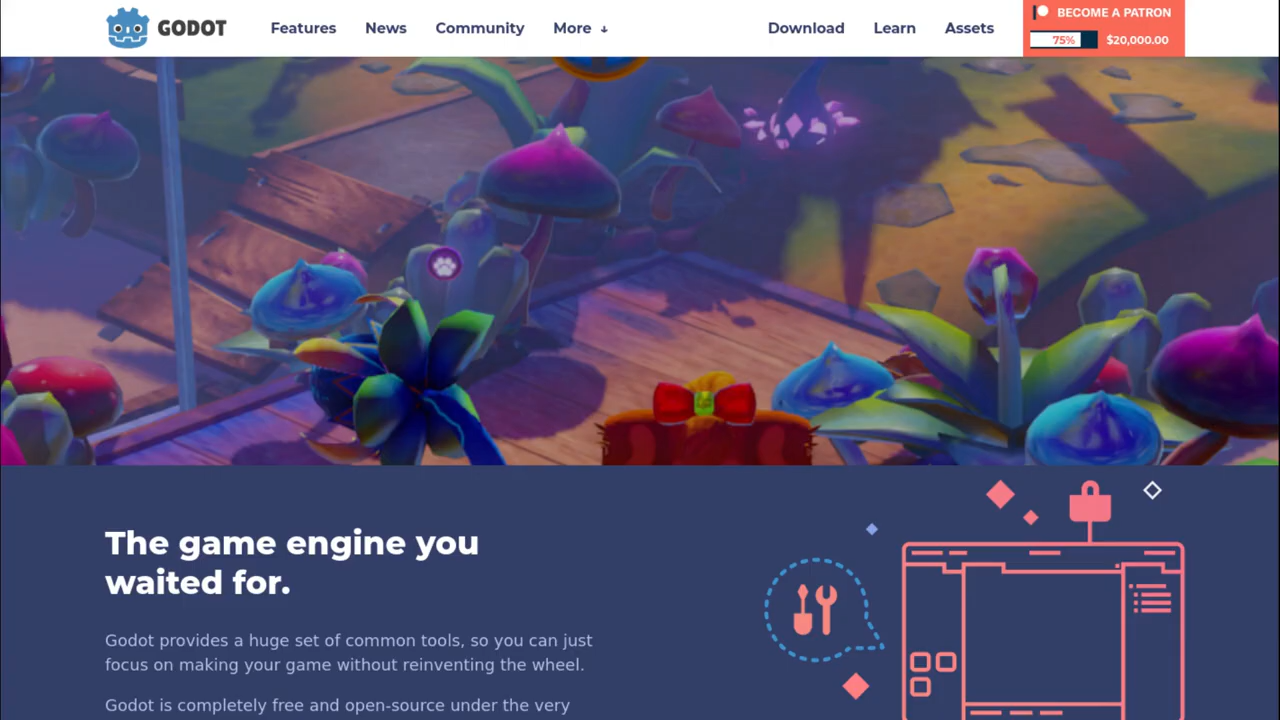 GODOT Features News Community More ↓ Download Learn Assets BECOME A PATRON
75% $20,000.00
The game engine you
waited for.
Godot provides a huge set of common tools, so you can just
focus on making your game without reinventing the wheel.
Godot is completely free and open-source under the very